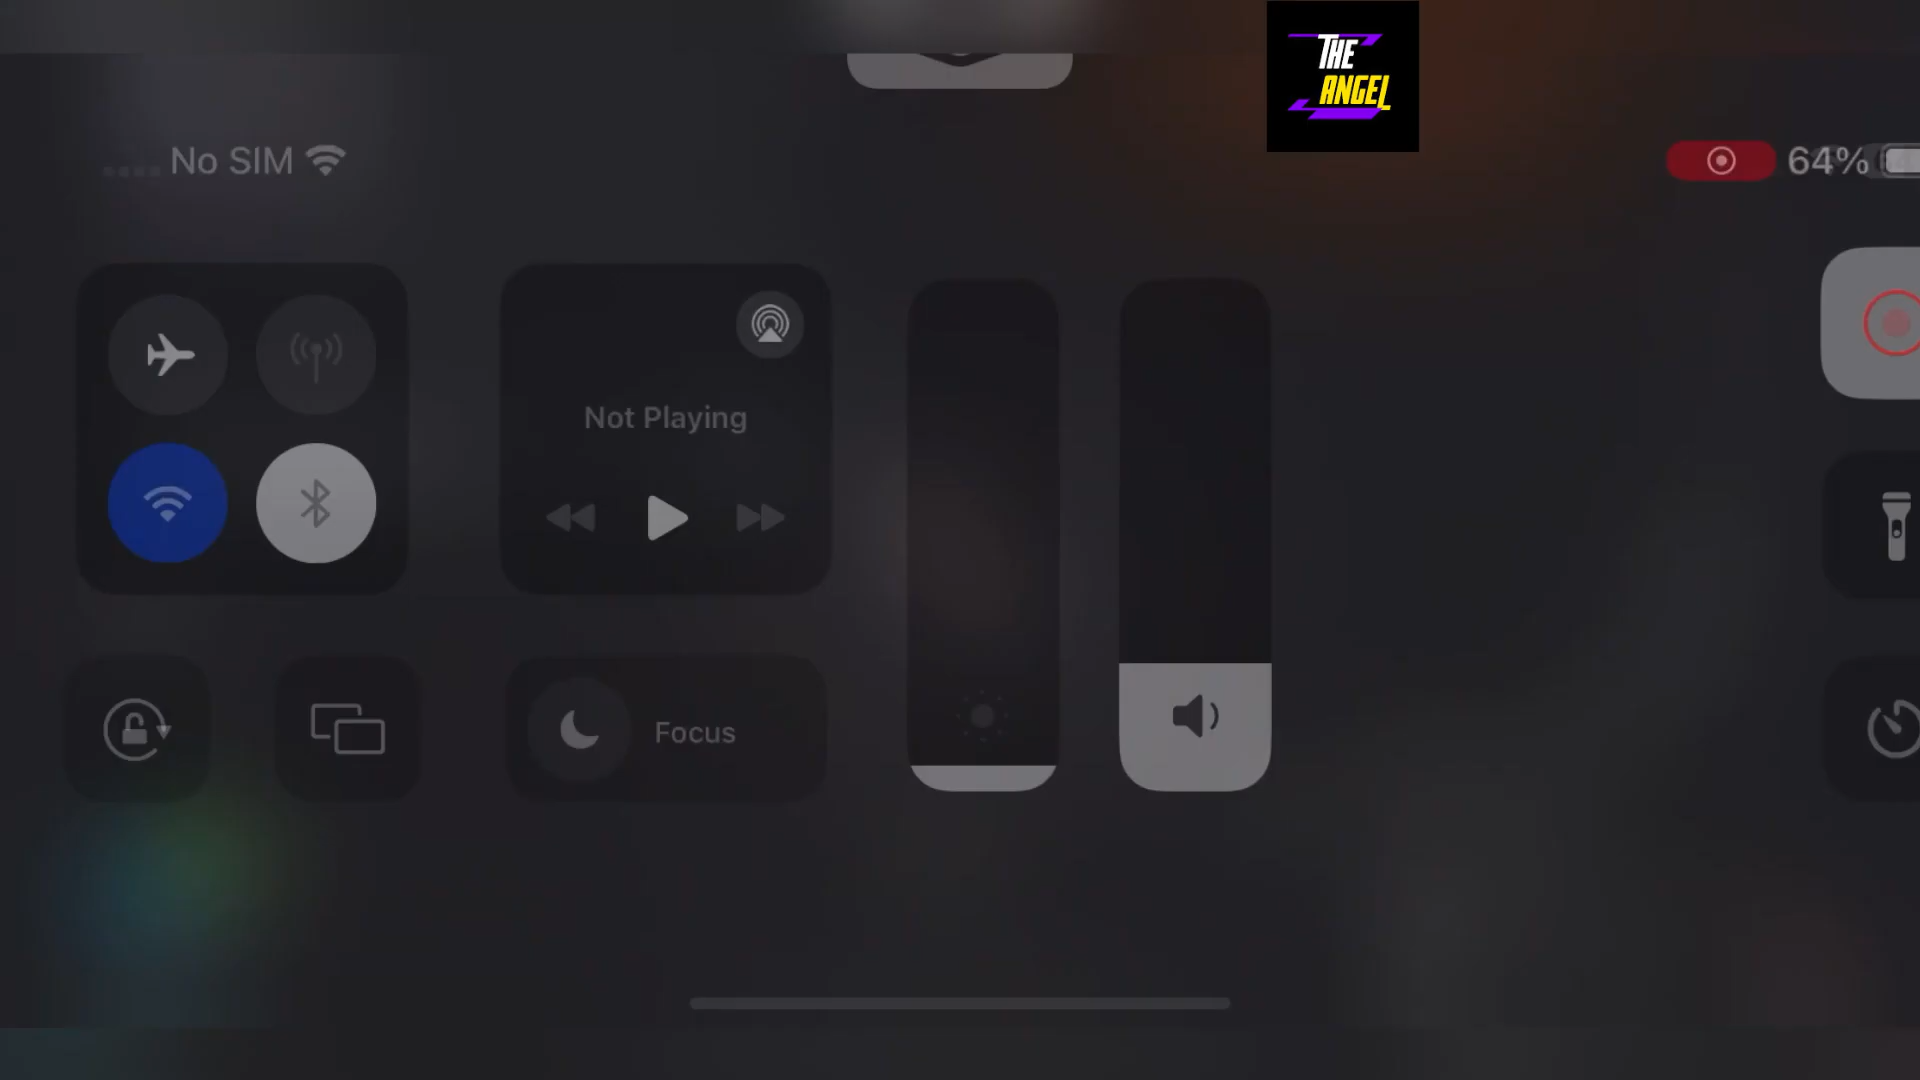 THE
ANGEL
No SIM
64%
Not Playing
Focus